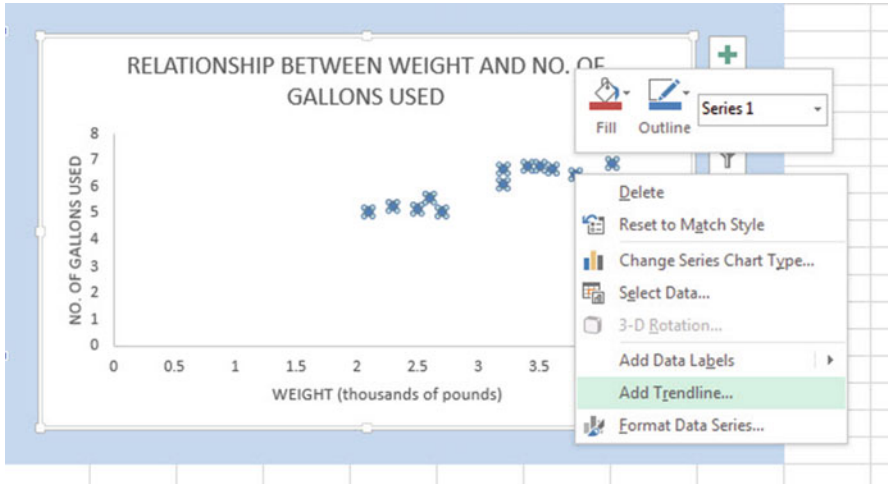 RELATIONSHIP BETWEEN WEIGHT AND NO. OF
GALLONS USED
Fill
Outline
Series 1
NO. OF GALLONS USED
8
7
6
5
4
3
2
1
0
0 0.5 1 1.5 2 2.5 3 3.5
WEIGHT (thousands of pounds)
Delete
Reset to Match Style
Change Series Chart Type...
Select Data...
3-D Rotation...
Add Data Labels
Add Trendline...
Format Data Series...